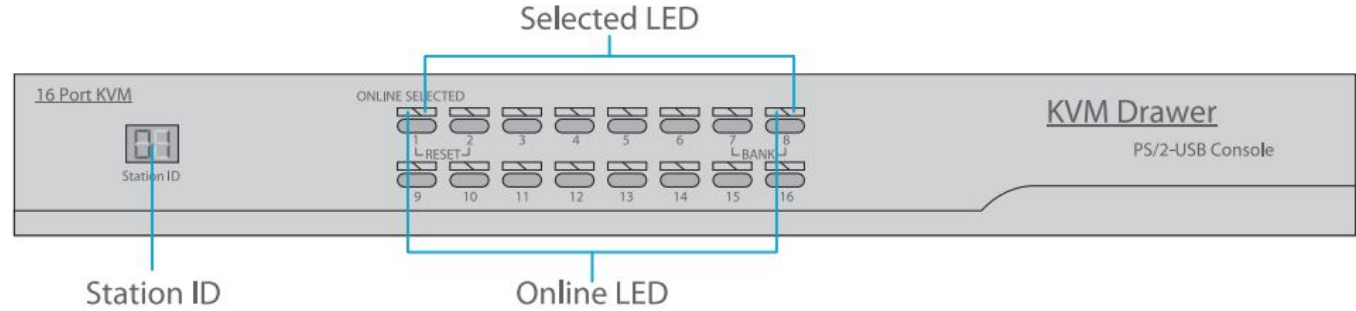 Selected LED
16 Port KVM
ONLINE SELECTED
KVM Drawer
1 2 3 4 5 6 7 8
RESET
BANK
PS/2-USB Console
01
Station ID
9 10 11 12 13 14 15 16
Station ID
Online LED